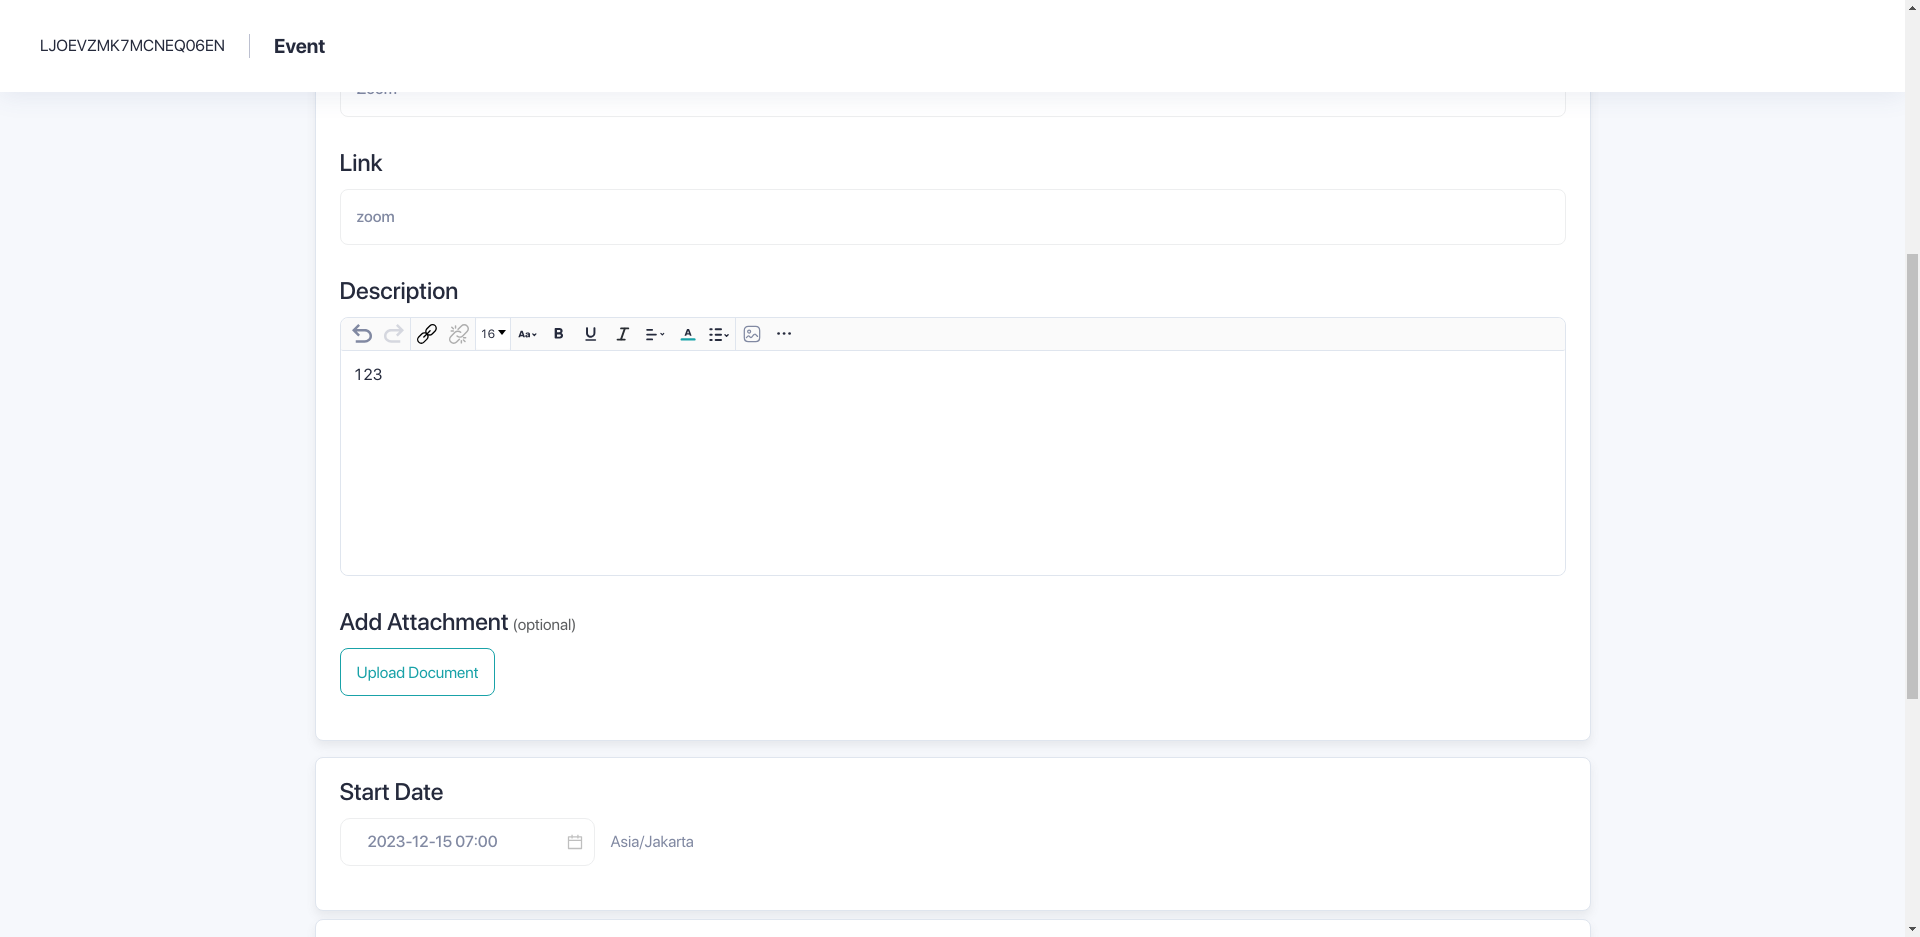 LJOEVZMK7MCNEQ06EN
Event
Link
zoom
Description
16 Aa B U I A
123
Add Attachment (optional)
Upload Document
Start Date
2023-12-15 07:00 Asia/Jakarta